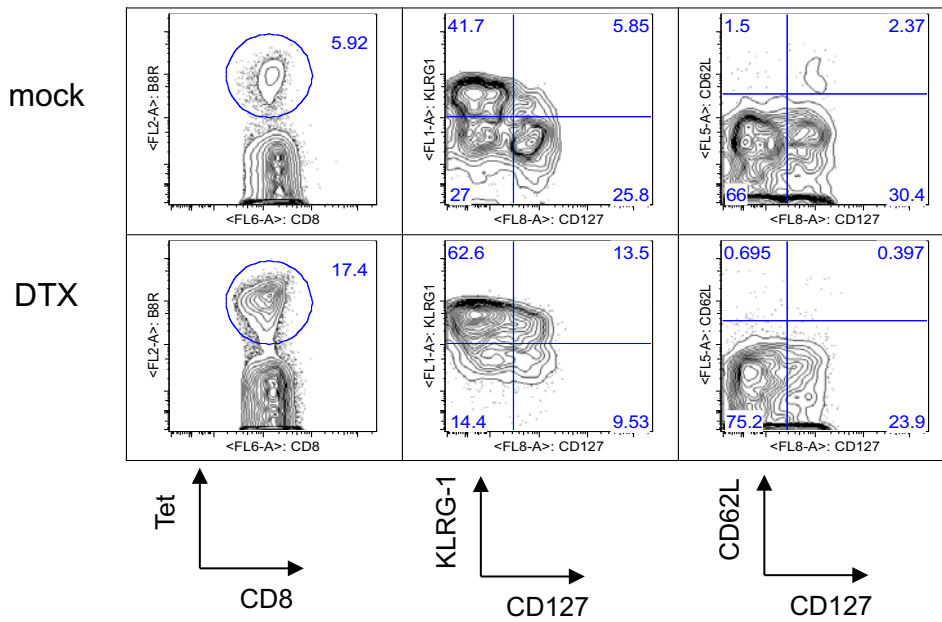 mock
5.92
<FL2-A>: B8R
<FL6-A>: CD8
41.7 5.85
<FL1-A>: KLRG1
27 25.8
<FL8-A>: CD127
1.5 2.37
<FL5-A>: CD62L
66 30.4
<FL8-A>: CD127
DTX
17.4
<FL2-A>: B8R
<FL6-A>: CD8
62.6 13.5
<FL1-A>: KLRG1
14.4 9.53
<FL8-A>: CD127
0.695 0.397
<FL5-A>: CD62L
75.2 23.9
<FL8-A>: CD127
Tet
CD8
KLRG-1
CD127
CD62L
CD127